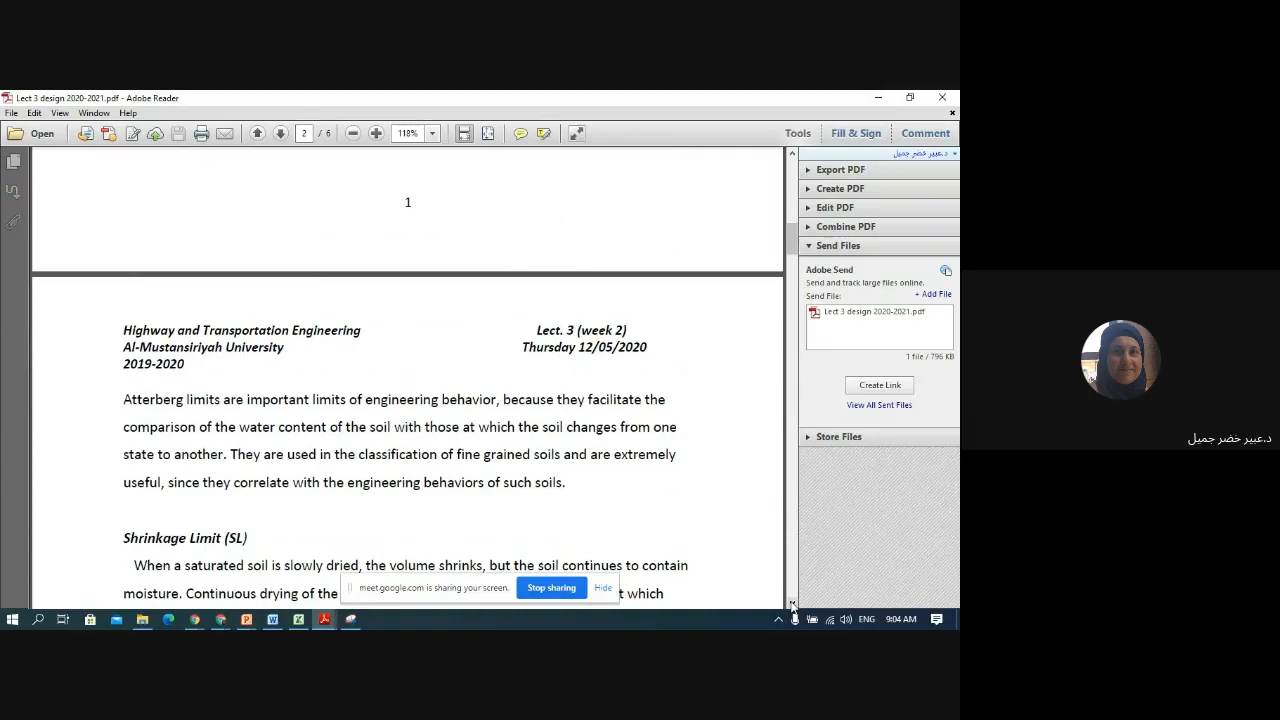 Lect 3 design 2020-2021.pdf - Adobe Reader
File Edit View Window Help
Open 2 / 6 118% Tools Fill & Sign Comment
د.عبير خضر جميل
Export PDF
Create PDF
Edit PDF
Combine PDF
Send Files
Adobe Send
Send and track large files online.
Send File: + Add File
Lect 3 design 2020-2021.pdf
1 file / 796 KB
Create Link
View All Sent Files
Store Files
1
Highway and Transportation Engineering Lect. 3 (week 2)
Al-Mustansiriyah University Thursday 12/05/2020
2019-2020
Atterberg limits are important limits of engineering behavior, because they facilitate the
comparison of the water content of the soil with those at which the soil changes from one
state to another. They are used in the classification of fine grained soils and are extremely
useful, since they correlate with the engineering behaviors of such soils.
Shrinkage Limit (SL)
When a saturated soil is slowly dried, the volume shrinks, but the soil continues to contain
moisture. Continuous drying of the t which
meet.google.com is sharing your screen. Stop sharing Hide
ENG 9:04 AM
د.عبير خضر جميل